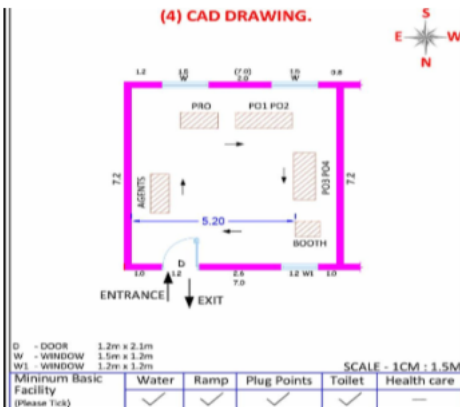 (4) CAD DRAWING.
S
E W
N
1.2 1.5 (7.0) 1.5 0.8
W 2.0 W
PRO PO1 PO2
7.2 AGENTS PO3 PO4 7.2
5.20
BOOTH
D
1.0 1.2 2.6 1.2 W1 1.0
7.0
ENTRANCE EXIT
D - DOOR 1.2m x 2.1m
W - WINDOW 1.5m x 1.2m
W1 - WINDOW 1.2m x 1.2m SCALE - 1CM : 1.5M
Mininum Basic Water Ramp Plug Points Toilet Health care
Facility
(Please Tick) ✓ ✓ ✓ ✓ —